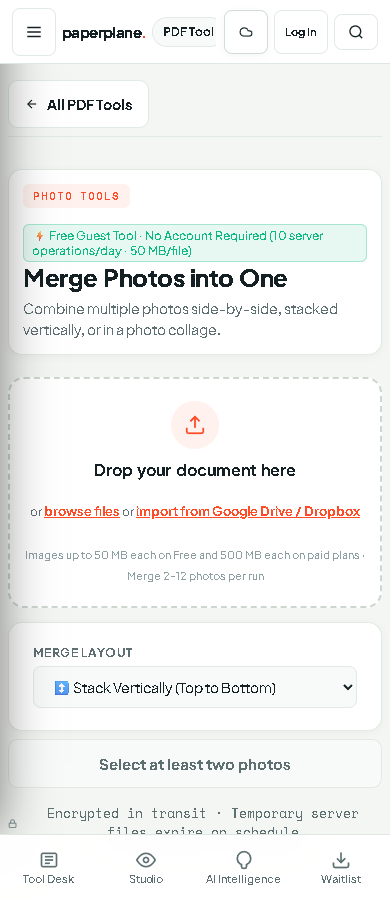 paperplane.
PDF Tool
Log In
All PDF Tools
PHOTO TOOLS
Free Guest Tool · No Account Required (10 server
operations/day · 50 MB/file)
Merge Photos into One
Combine multiple photos side-by-side, stacked
vertically, or in a photo collage.
Drop your document here
or browse files or import from Google Drive / Dropbox
Images up to 50 MB each on Free and 500 MB each on paid plans ·
Merge 2-12 photos per run
MERGE LAYOUT
Stack Vertically (Top to Bottom)
Select at least two photos
Encrypted in transit · Temporary server
files expire on schedule
Tool Desk
Studio
AI Intelligence
Waitlist